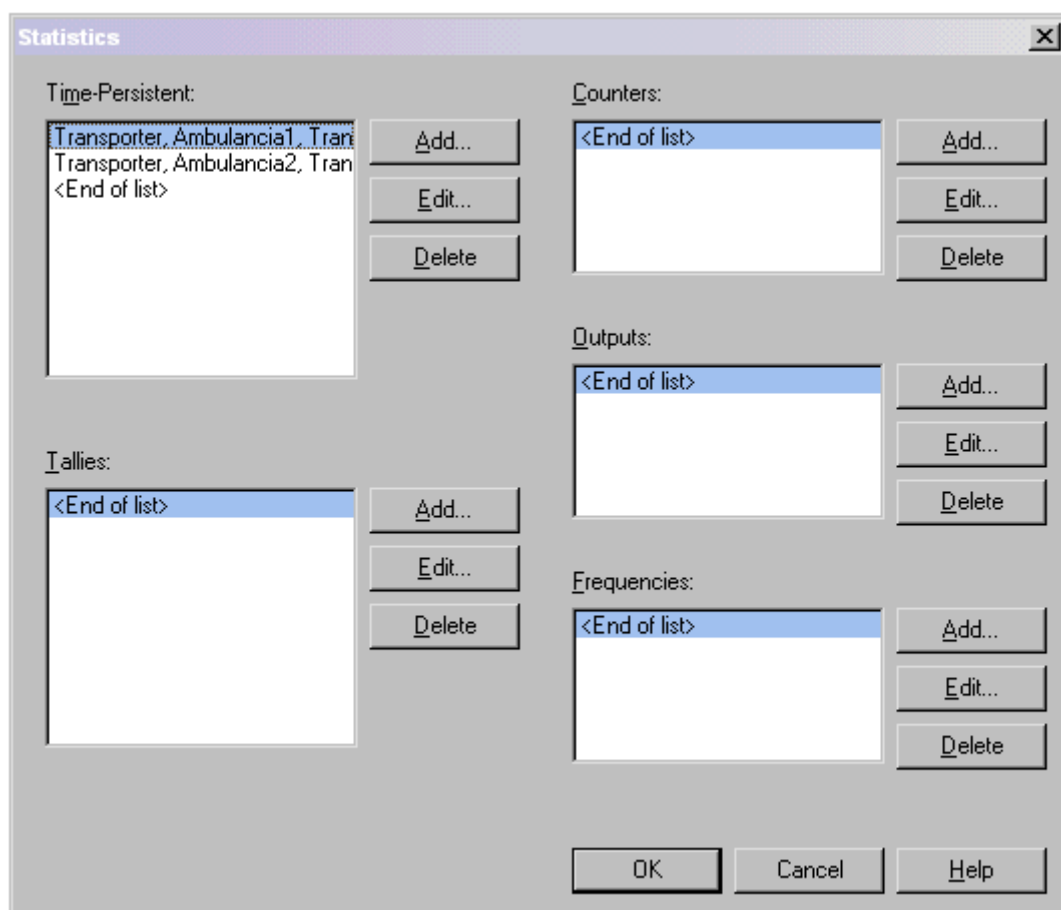 Statistics
Time-Persistent:
Transporter, Ambulancia1, Tran
Transporter, Ambulancia2, Tran
<End of list>
Add...
Edit...
Delete
Tallies:
<End of list>
Add...
Edit...
Delete
Counters:
<End of list>
Add...
Edit...
Delete
Outputs:
<End of list>
Add...
Edit...
Delete
Frequencies:
<End of list>
Add...
Edit...
Delete
OK
Cancel
Help